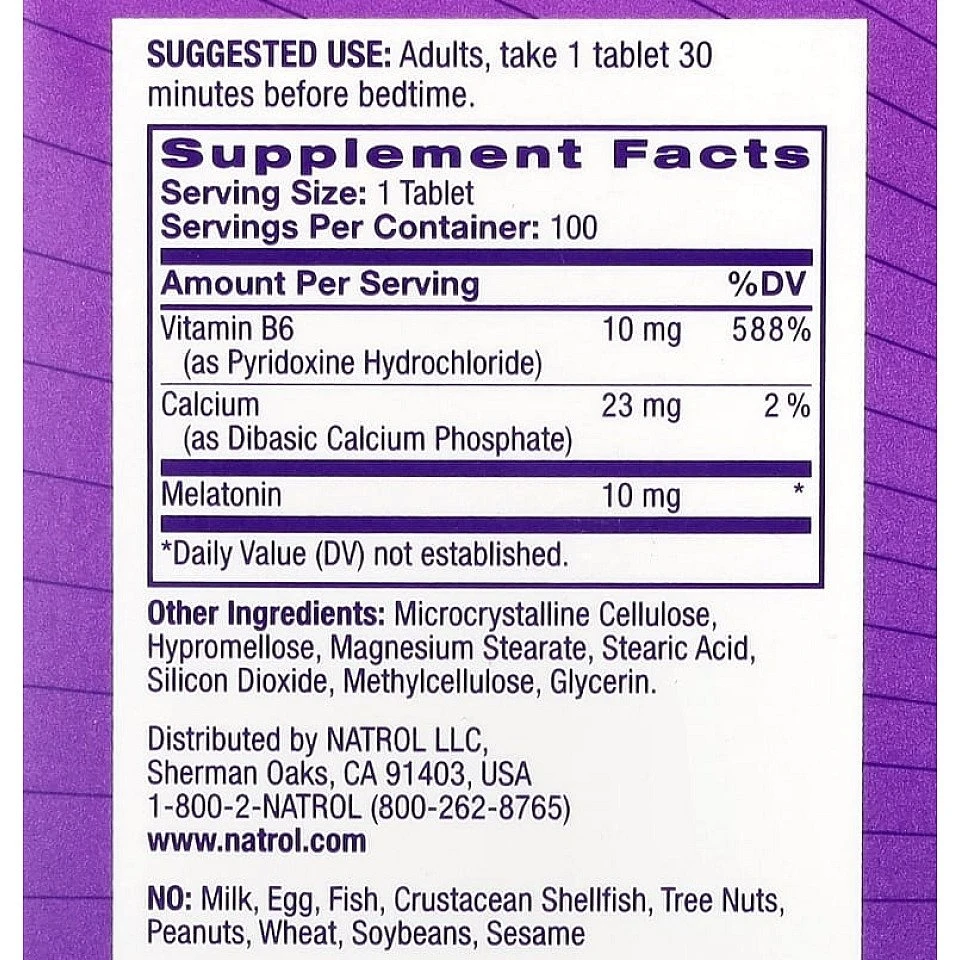 SUGGESTED USE: Adults, take 1 tablet 30
minutes before bedtime.
Supplement Facts
Serving Size: 1 Tablet
Servings Per Container: 100
Amount Per Serving %DV
Vitamin B6 10 mg 588%
(as Pyridoxine Hydrochloride)
Calcium 23 mg 2%
(as Dibasic Calcium Phosphate)
Melatonin 10 mg *
*Daily Value (DV) not established.
Other Ingredients: Microcrystalline Cellulose,
Hypromellose, Magnesium Stearate, Stearic Acid,
Silicon Dioxide, Methylcellulose, Glycerin.
Distributed by NATROL LLC,
Sherman Oaks, CA 91403, USA
1-800-2-NATROL (800-262-8765)
www.natrol.com
NO: Milk, Egg, Fish, Crustacean Shellfish, Tree Nuts,
Peanuts, Wheat, Soybeans, Sesame